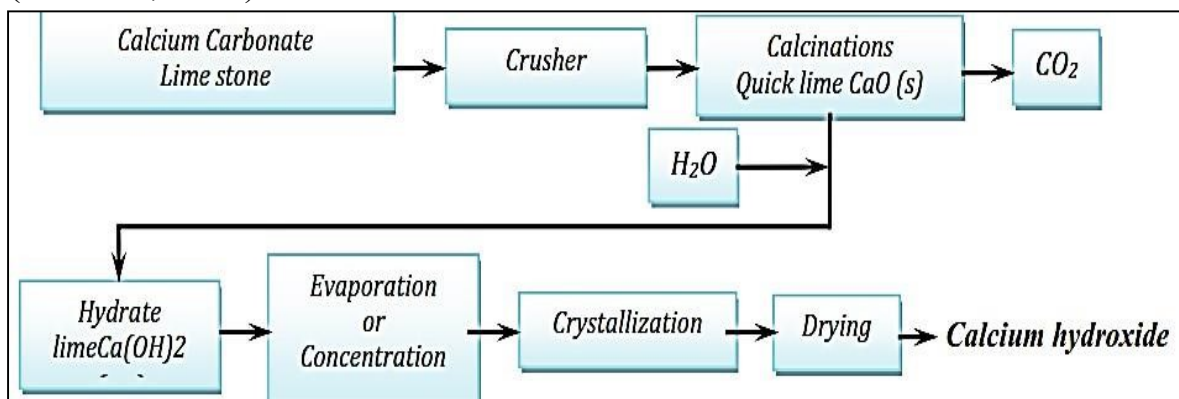 Calcium Carbonate
Lime stone
Crusher
Calcinations
Quick lime CaO (s)
CO₂
H₂O
Hydrate
limeCa(OH)2
Evaporation
or
Concentration
Crystallization
Drying
Calcium hydroxide